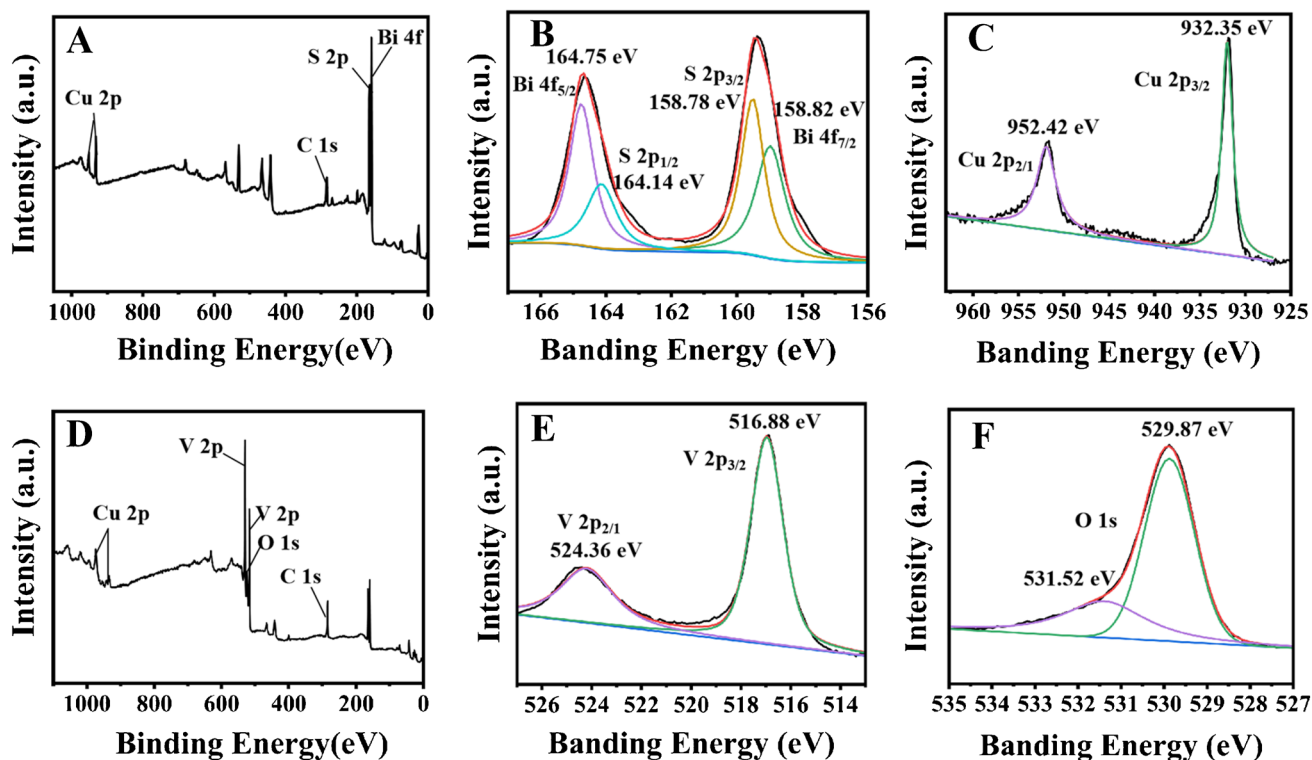 A
Intensity (a.u.)
Cu 2p
C 1s
S 2p
Bi 4f
1000 800 600 400 200 0
Binding Energy(eV)
B
Intensity (a.u.)
164.75 eV
Bi 4f5/2
S 2p1/2
164.14 eV
S 2p3/2
158.78 eV
158.82 eV
Bi 4f7/2
166 164 162 160 158 156
Banding Energy (eV)
C
Intensity (a.u.)
932.35 eV
Cu 2p3/2
952.42 eV
Cu 2p2/1
960 955 950 945 940 935 930 925
Banding Energy (eV)
D
Intensity (a.u.)
V 2p
Cu 2p
V 2p
O 1s
C 1s
1000 800 600 400 200 0
Binding Energy(eV)
E
Intensity (a.u.)
516.88 eV
V 2p3/2
V 2p2/1
524.36 eV
526 524 522 520 518 516 514
Banding Energy (eV)
F
Intensity (a.u.)
529.87 eV
O 1s
531.52 eV
535 534 533 532 531 530 529 528 527
Banding Energy (eV)